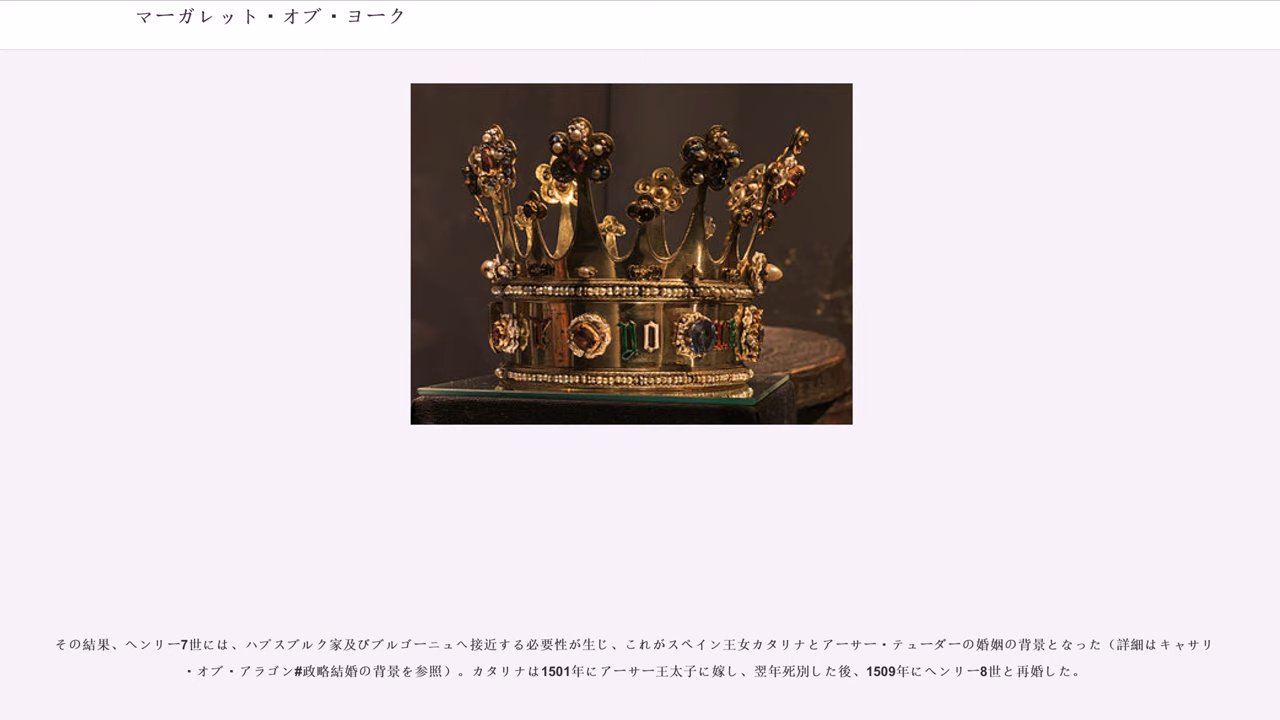 マーガレット・オブ・ヨーク
その結果、ヘンリー7世には、ハプスブルク家及びブルゴーニュへ接近する必要性が生じ、これがスペイン王女カタリナとアーサー・テューダーの婚姻の背景となった（詳細はキャサリ
・オブ・アラゴン#政略結婚の背景を参照）。カタリナは1501年にアーサー王太子に嫁し、翌年死別した後、1509年にヘンリー8世と再婚した。